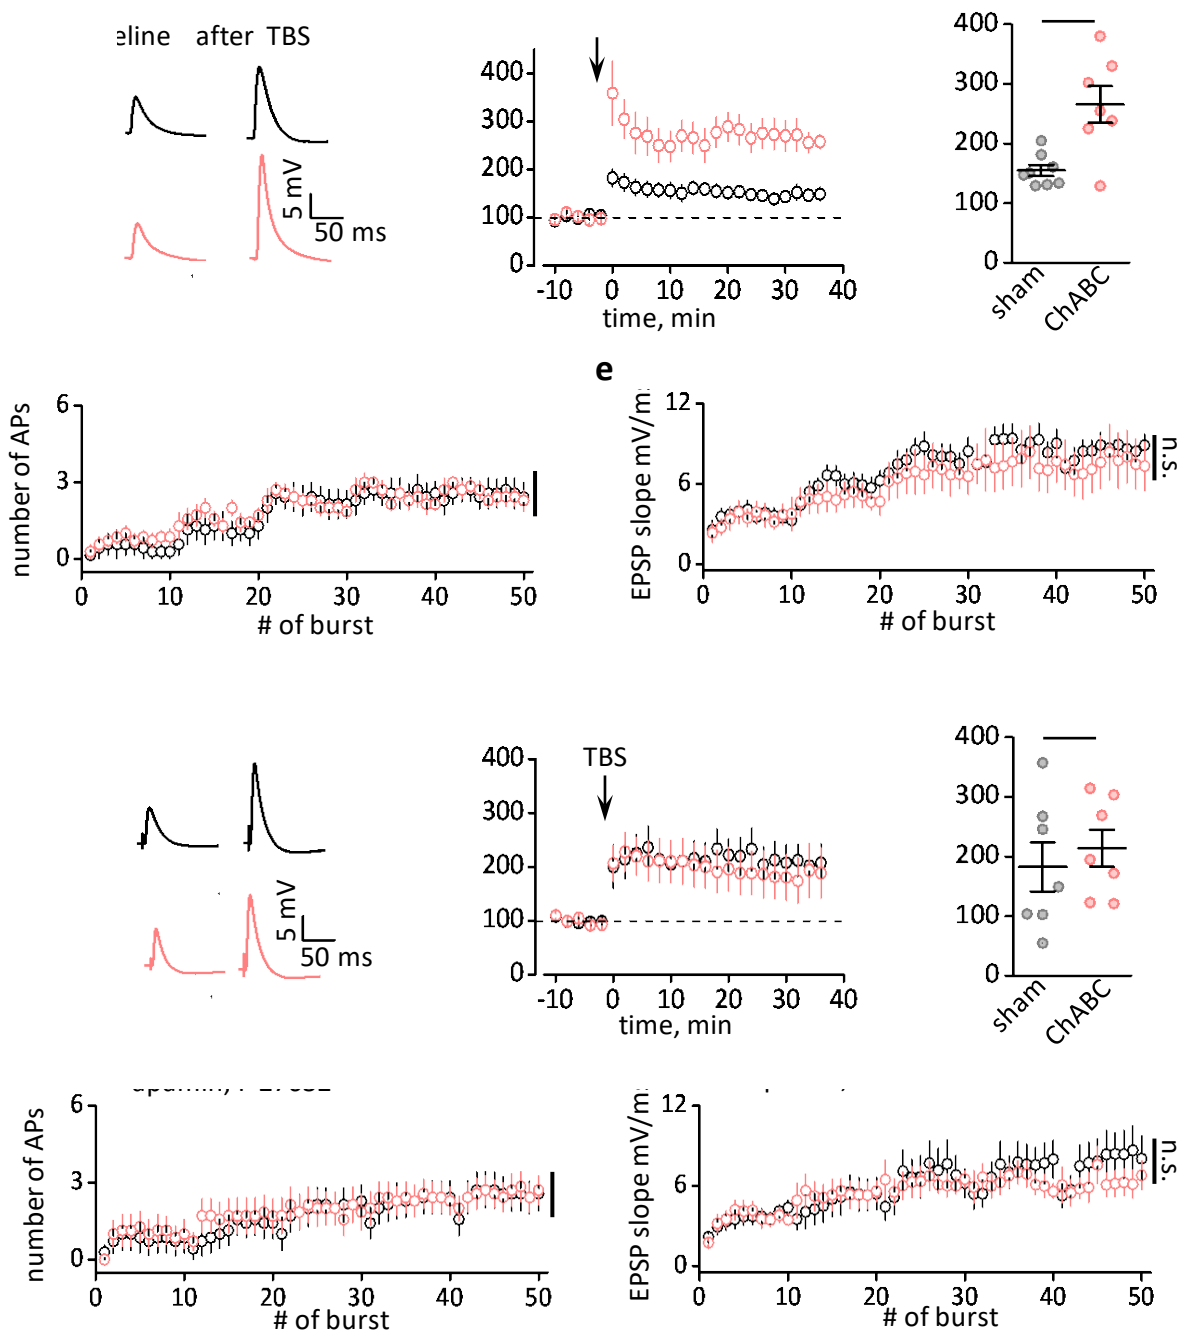 eline after TBS
5 mV
50 ms
400
300
200
100
0
-10 0 10 20 30 40
time, min
400
300
200
100
0
sham
ChABC
number of APs
6
3
0
0 10 20 30 40 50
# of burst
e
EPSP slope mV/m
12
6
0
0 10 20 30 40 50
# of burst
n.s.
5 mV
50 ms
TBS
400
300
200
100
0
-10 0 10 20 30 40
time, min
400
300
200
100
0
sham
ChABC
number of APs
6
3
0
0 10 20 30 40 50
# of burst
EPSP slope mV/m
12
6
0
0 10 20 30 40 50
# of burst
n.s.